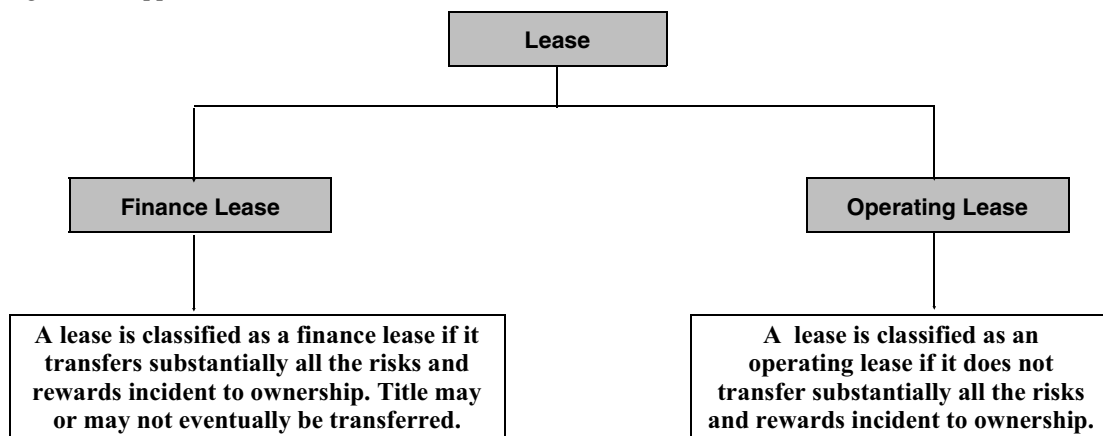 Lease
Finance Lease
Operating Lease
A lease is classified as a finance lease if it
transfers substantially all the risks and
rewards incident to ownership. Title may
or may not eventually be transferred.
A lease is classified as an
operating lease if it does not
transfer substantially all the risks
and rewards incident to ownership.